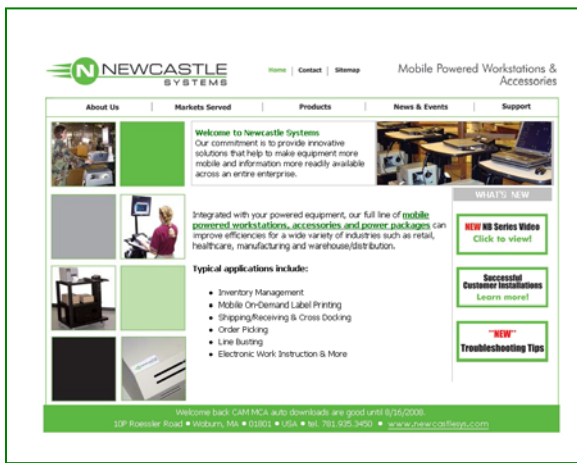 NEWCASTLE
SYSTEMS
Home | Contact | Sitemap
Mobile Powered Workstations &
Accessories
About Us | Markets Served | Products | News & Events | Support
Welcome to Newcastle Systems
Our commitment is to provide innovative
solutions that help to make equipment more
mobile and information more readily available
across an entire enterprise.
WHAT'S NEW
Integrated with your powered equipment, our full line of mobile
powered workstations, accessories and power packages can
improve efficiencies for a wide variety of industries such as retail,
healthcare, manufacturing and warehouse/distribution.
NEW NB Series Video
Click to view!
Typical applications include:
• Inventory Management
• Mobile On-Demand Label Printing
• Shipping/Receiving & Cross Docking
• Order Picking
• Line Busting
• Electronic Work Instruction & More
Successful
Customer Installations
Learn more!
"NEW"
Troubleshooting Tips
Welcome back CAM MCA auto downloads are good until 8/16/2008.
10P Roessler Road • Woburn, MA • 01801 • USA • tel. 781.935.3450 • www.newcastlesys.com